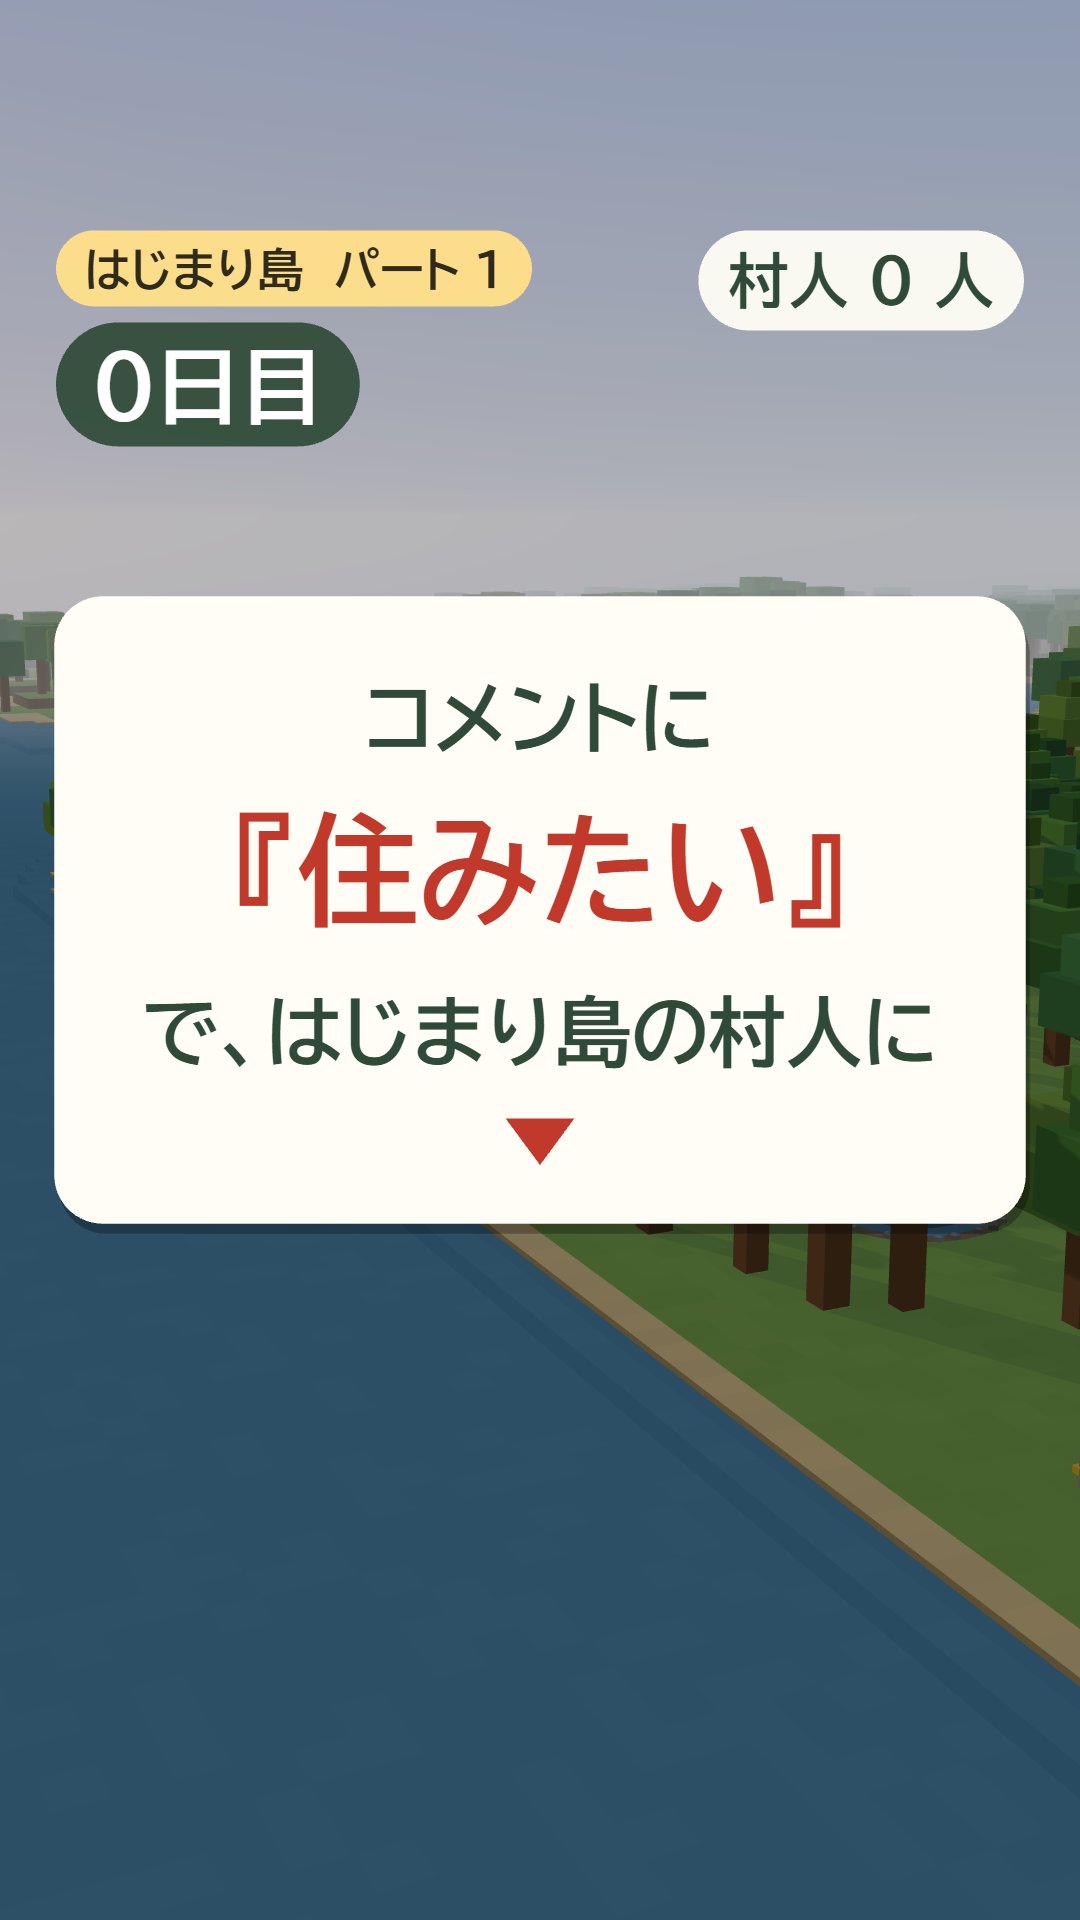 はじまり島 パート 1
村人 0 人
0日目
コメントに
『住みたい』
で、はじまり島の村人に